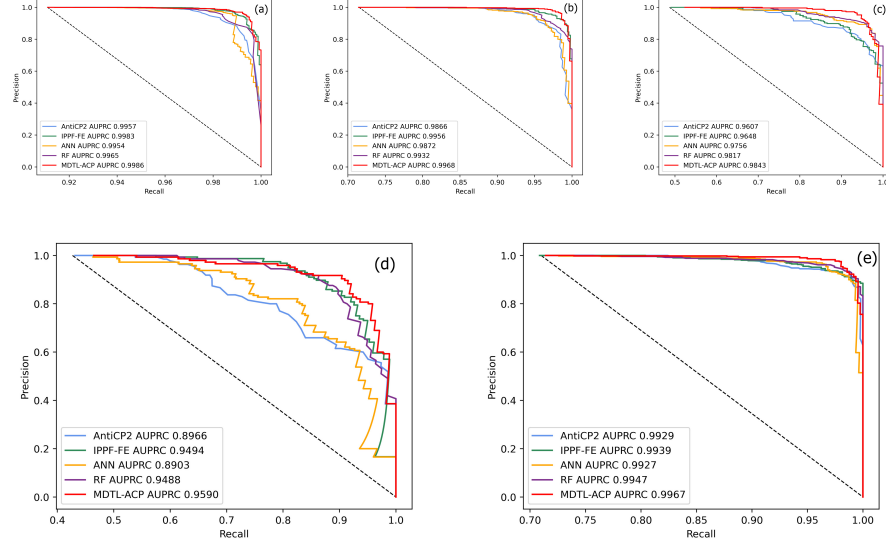 (a)
1.0
0.8
0.6
0.4
0.2
0.0
Precision
AntiCP2 AUPRC 0.9957
IPPF-FE AUPRC 0.9983
ANN AUPRC 0.9954
RF AUPRC 0.9965
MDTL-ACP AUPRC 0.9986
0.92 0.94 0.96 0.98 1.00
Recall
(b)
1.0
0.8
0.6
0.4
0.2
0.0
Precision
AntiCP2 AUPRC 0.9866
IPPF-FE AUPRC 0.9956
ANN AUPRC 0.9872
RF AUPRC 0.9932
MDTL-ACP AUPRC 0.9968
0.70 0.75 0.80 0.85 0.90 0.95 1.00
Recall
(c)
1.0
0.8
0.6
0.4
0.2
0.0
Precision
AntiCP2 AUPRC 0.9607
IPPF-FE AUPRC 0.9648
ANN AUPRC 0.9756
RF AUPRC 0.9817
MDTL-ACP AUPRC 0.9843
0.5 0.6 0.7 0.8 0.9 1.0
Recall
(d)
1.0
0.8
0.6
0.4
0.2
0.0
Precision
AntiCP2 AUPRC 0.8966
IPPF-FE AUPRC 0.9494
ANN AUPRC 0.8903
RF AUPRC 0.9488
MDTL-ACP AUPRC 0.9590
0.4 0.5 0.6 0.7 0.8 0.9 1.0
Recall
(e)
1.0
0.8
0.6
0.4
0.2
0.0
Precision
AntiCP2 AUPRC 0.9929
IPPF-FE AUPRC 0.9939
ANN AUPRC 0.9927
RF AUPRC 0.9947
MDTL-ACP AUPRC 0.9967
0.70 0.75 0.80 0.85 0.90 0.95 1.00
Recall